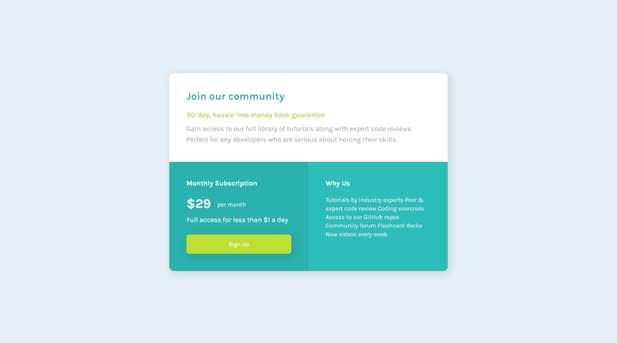 Join our community
30-day, hassle-free money back guarantee
Gain access to our full library of tutorials along with expert code reviews.
Perfect for any developers who are serious about honing their skills.
Monthly Subscription
$29 per month
Full access for less than $1 a day
Sign Up
Why Us
Tutorials by industry experts Peer &
expert code review Coding exercises
Access to our GitHub repos
Community forum Flashcard decks
New videos every week